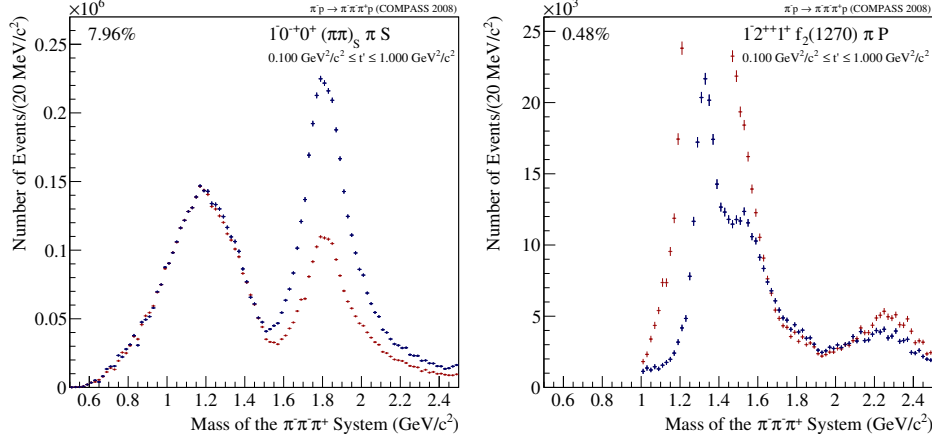 ×10⁶
π⁻p → π⁻π⁻π⁺p (COMPASS 2008)
7.96%
1⁻0⁻⁺0⁺ (ππ)_S π S
0.100 GeV²/c² ≤ t' ≤ 1.000 GeV²/c²
Number of Events/(20 MeV/c²)
0.25
0.2
0.15
0.1
0.05
0
0.6 0.8 1 1.2 1.4 1.6 1.8 2 2.2 2.4
Mass of the π⁻π⁻π⁺ System (GeV/c²)
×10³
π⁻p → π⁻π⁻π⁺p (COMPASS 2008)
0.48%
1⁻2⁺⁺1⁺ f₂(1270) π P
0.100 GeV²/c² ≤ t' ≤ 1.000 GeV²/c²
Number of Events/(20 MeV/c²)
25
20
15
10
5
0
0.6 0.8 1 1.2 1.4 1.6 1.8 2 2.2 2.4
Mass of the π⁻π⁻π⁺ System (GeV/c²)